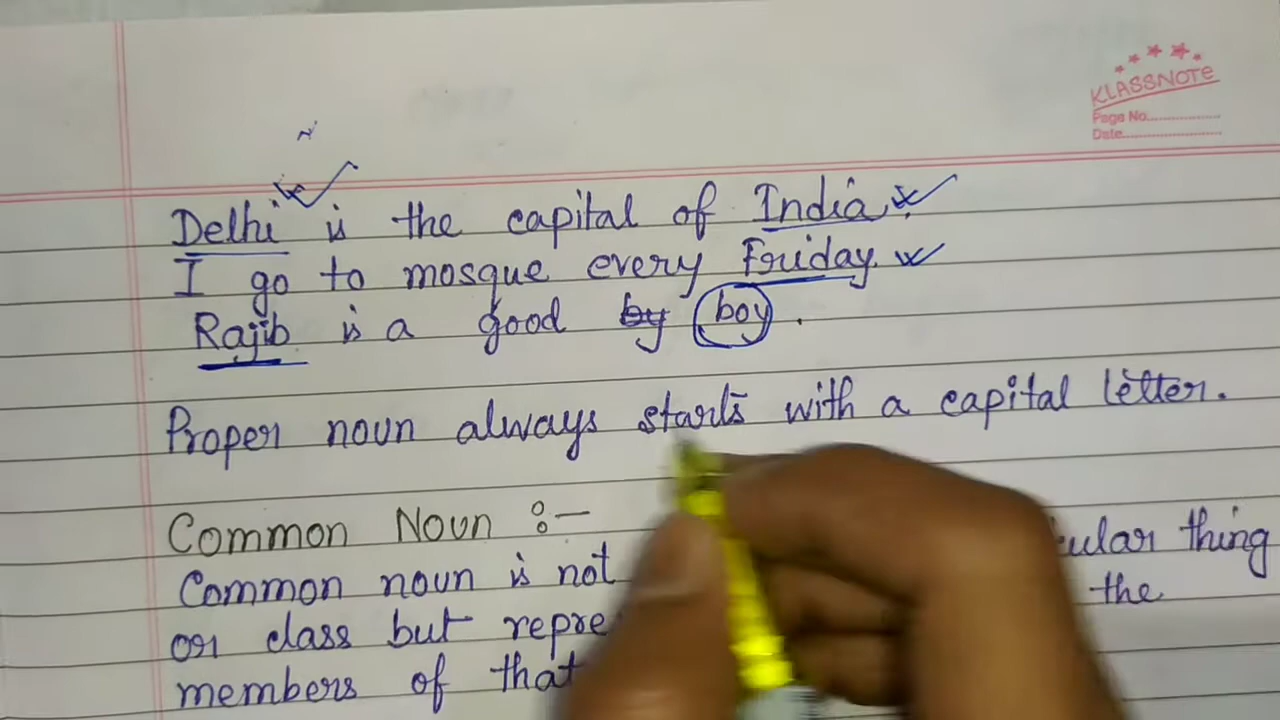 KLASSNOTE
Page No..................
Date......................
Delhi is the capital of India
I go to mosque every Friday.
Rajib is a good by boy .
Proper noun always starts with a capital letter.
Common Noun :-
Common noun is not thing
or class but the
members of that